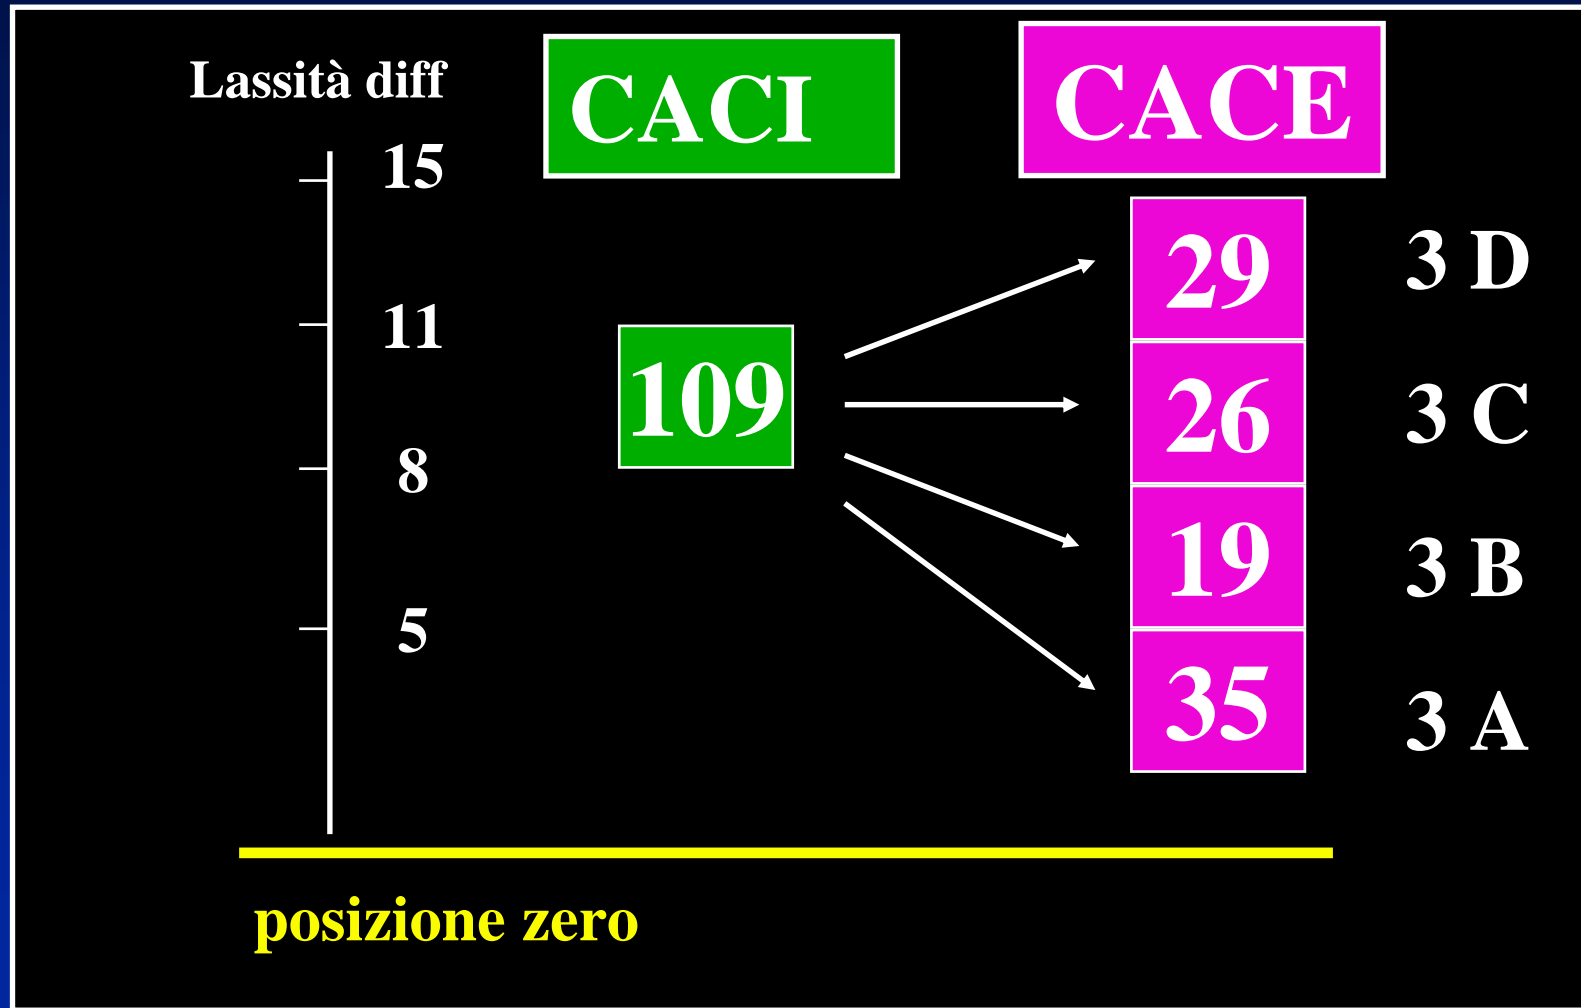 Lassità diff
CACI
CACE
15
29
3 D
11
109
26
3 C
8
19
3 B
5
35
3 A
posizione zero